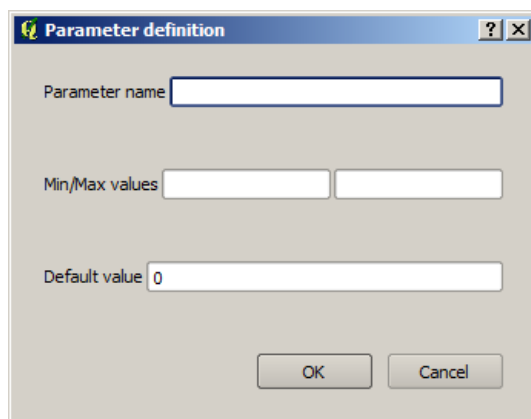 Parameter definition
Parameter name
Min/Max values
Default value 0
OK Cancel